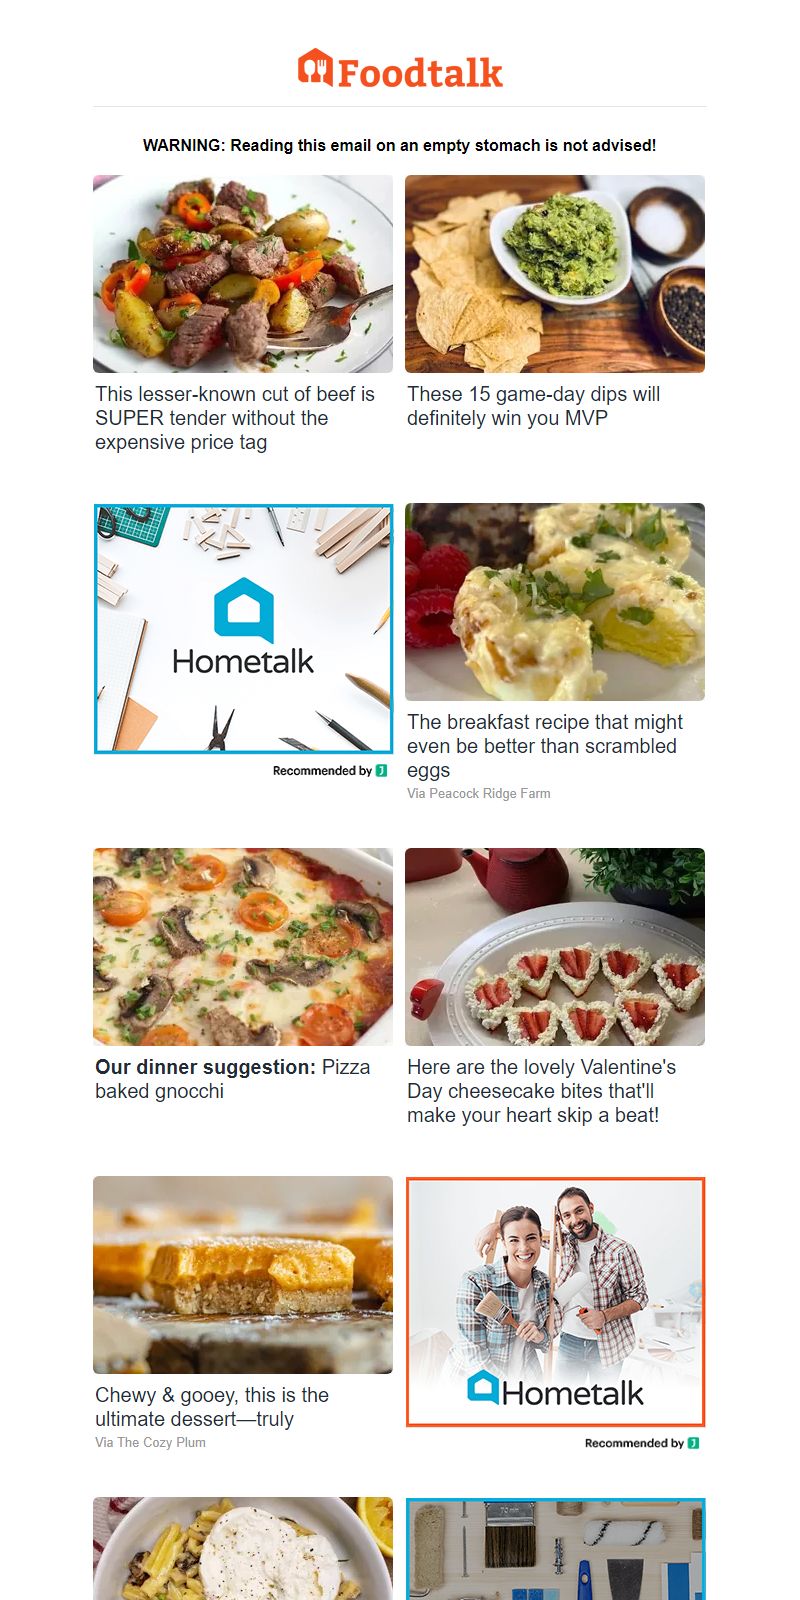 Foodtalk
WARNING: Reading this email on an empty stomach is not advised!
This lesser-known cut of beef is
SUPER tender without the
expensive price tag
These 15 game-day dips will
definitely win you MVP
Hometalk
Recommended by
The breakfast recipe that might
even be better than scrambled
eggs
Via Peacock Ridge Farm
Our dinner suggestion: Pizza
baked gnocchi
Here are the lovely Valentine's
Day cheesecake bites that'll
make your heart skip a beat!
Chewy & gooey, this is the
ultimate dessert—truly
Via The Cozy Plum
Hometalk
Recommended by
70 mm